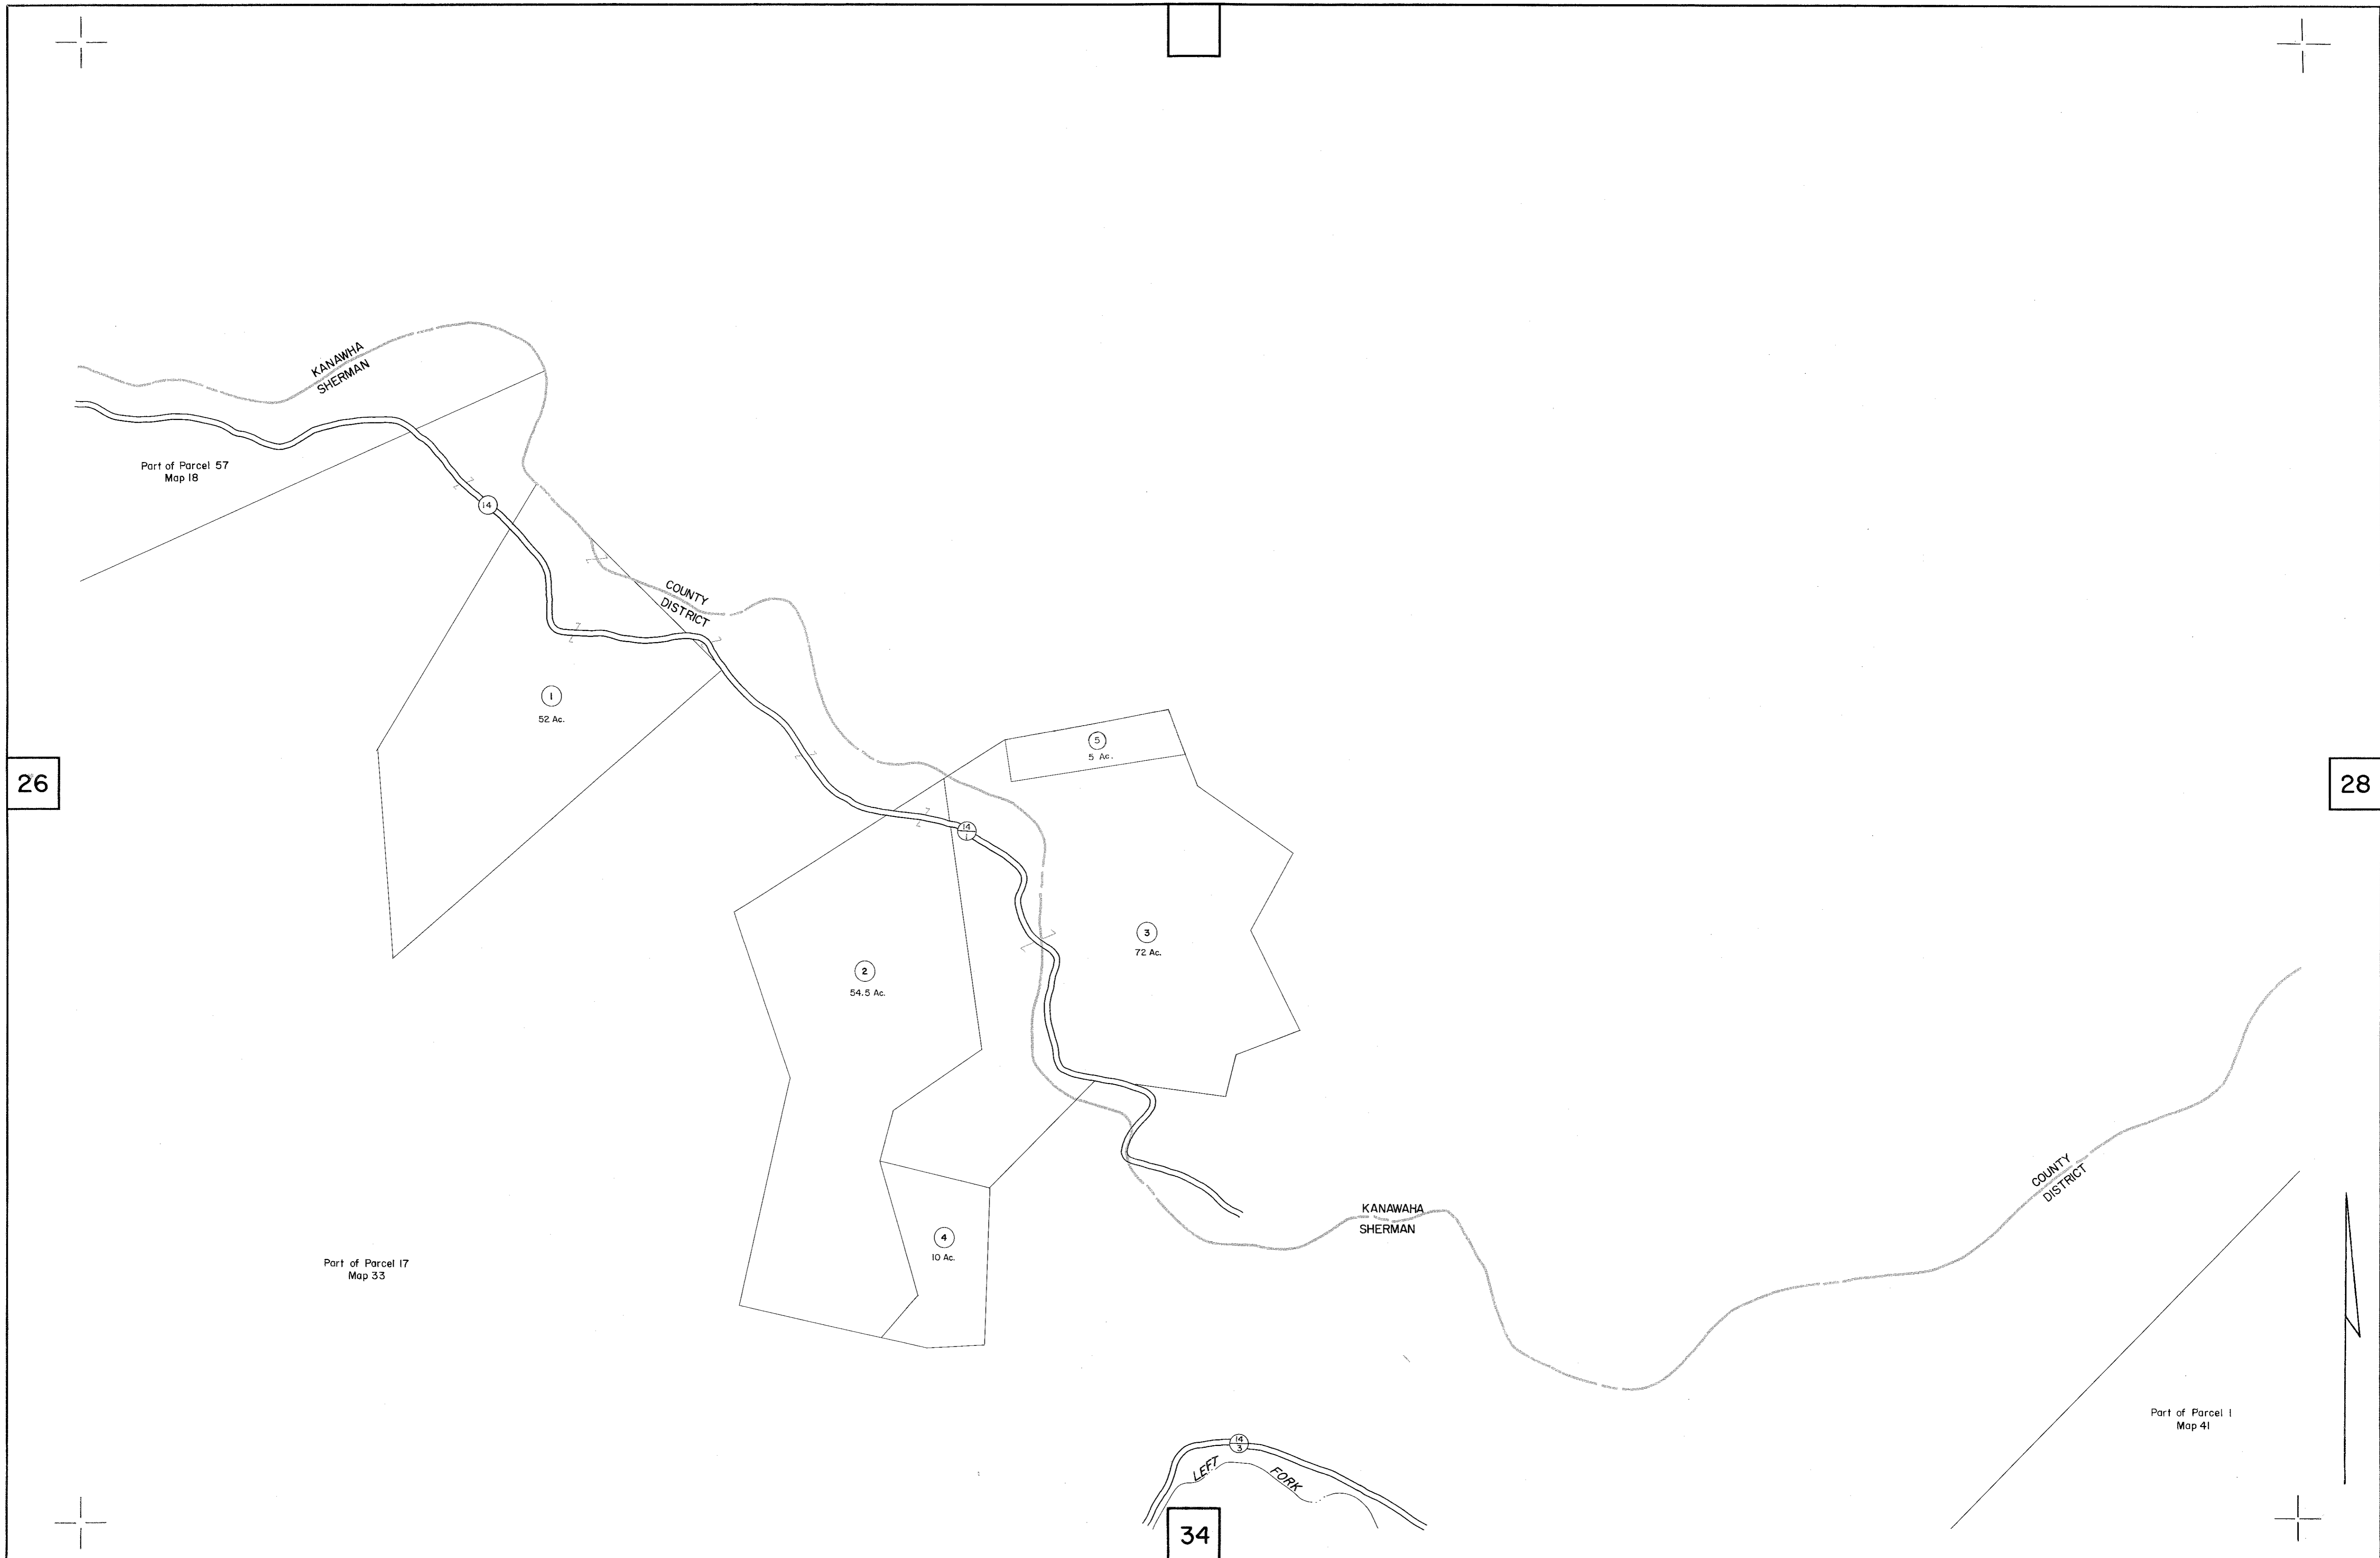 KANAWHA
SHERMAN
Part of Parcel 57
Map 18
14
COUNTY
DISTRICT
1
52 Ac.
5
5 Ac.
26
28
14
1
3
72 Ac.
2
54.5 Ac.
COUNTY
DISTRICT
KANAWAHA
SHERMAN
4
10 Ac.
Part of Parcel 17
Map 33
Part of Parcel 1
Map 41
14
3
LEFT FORK
34